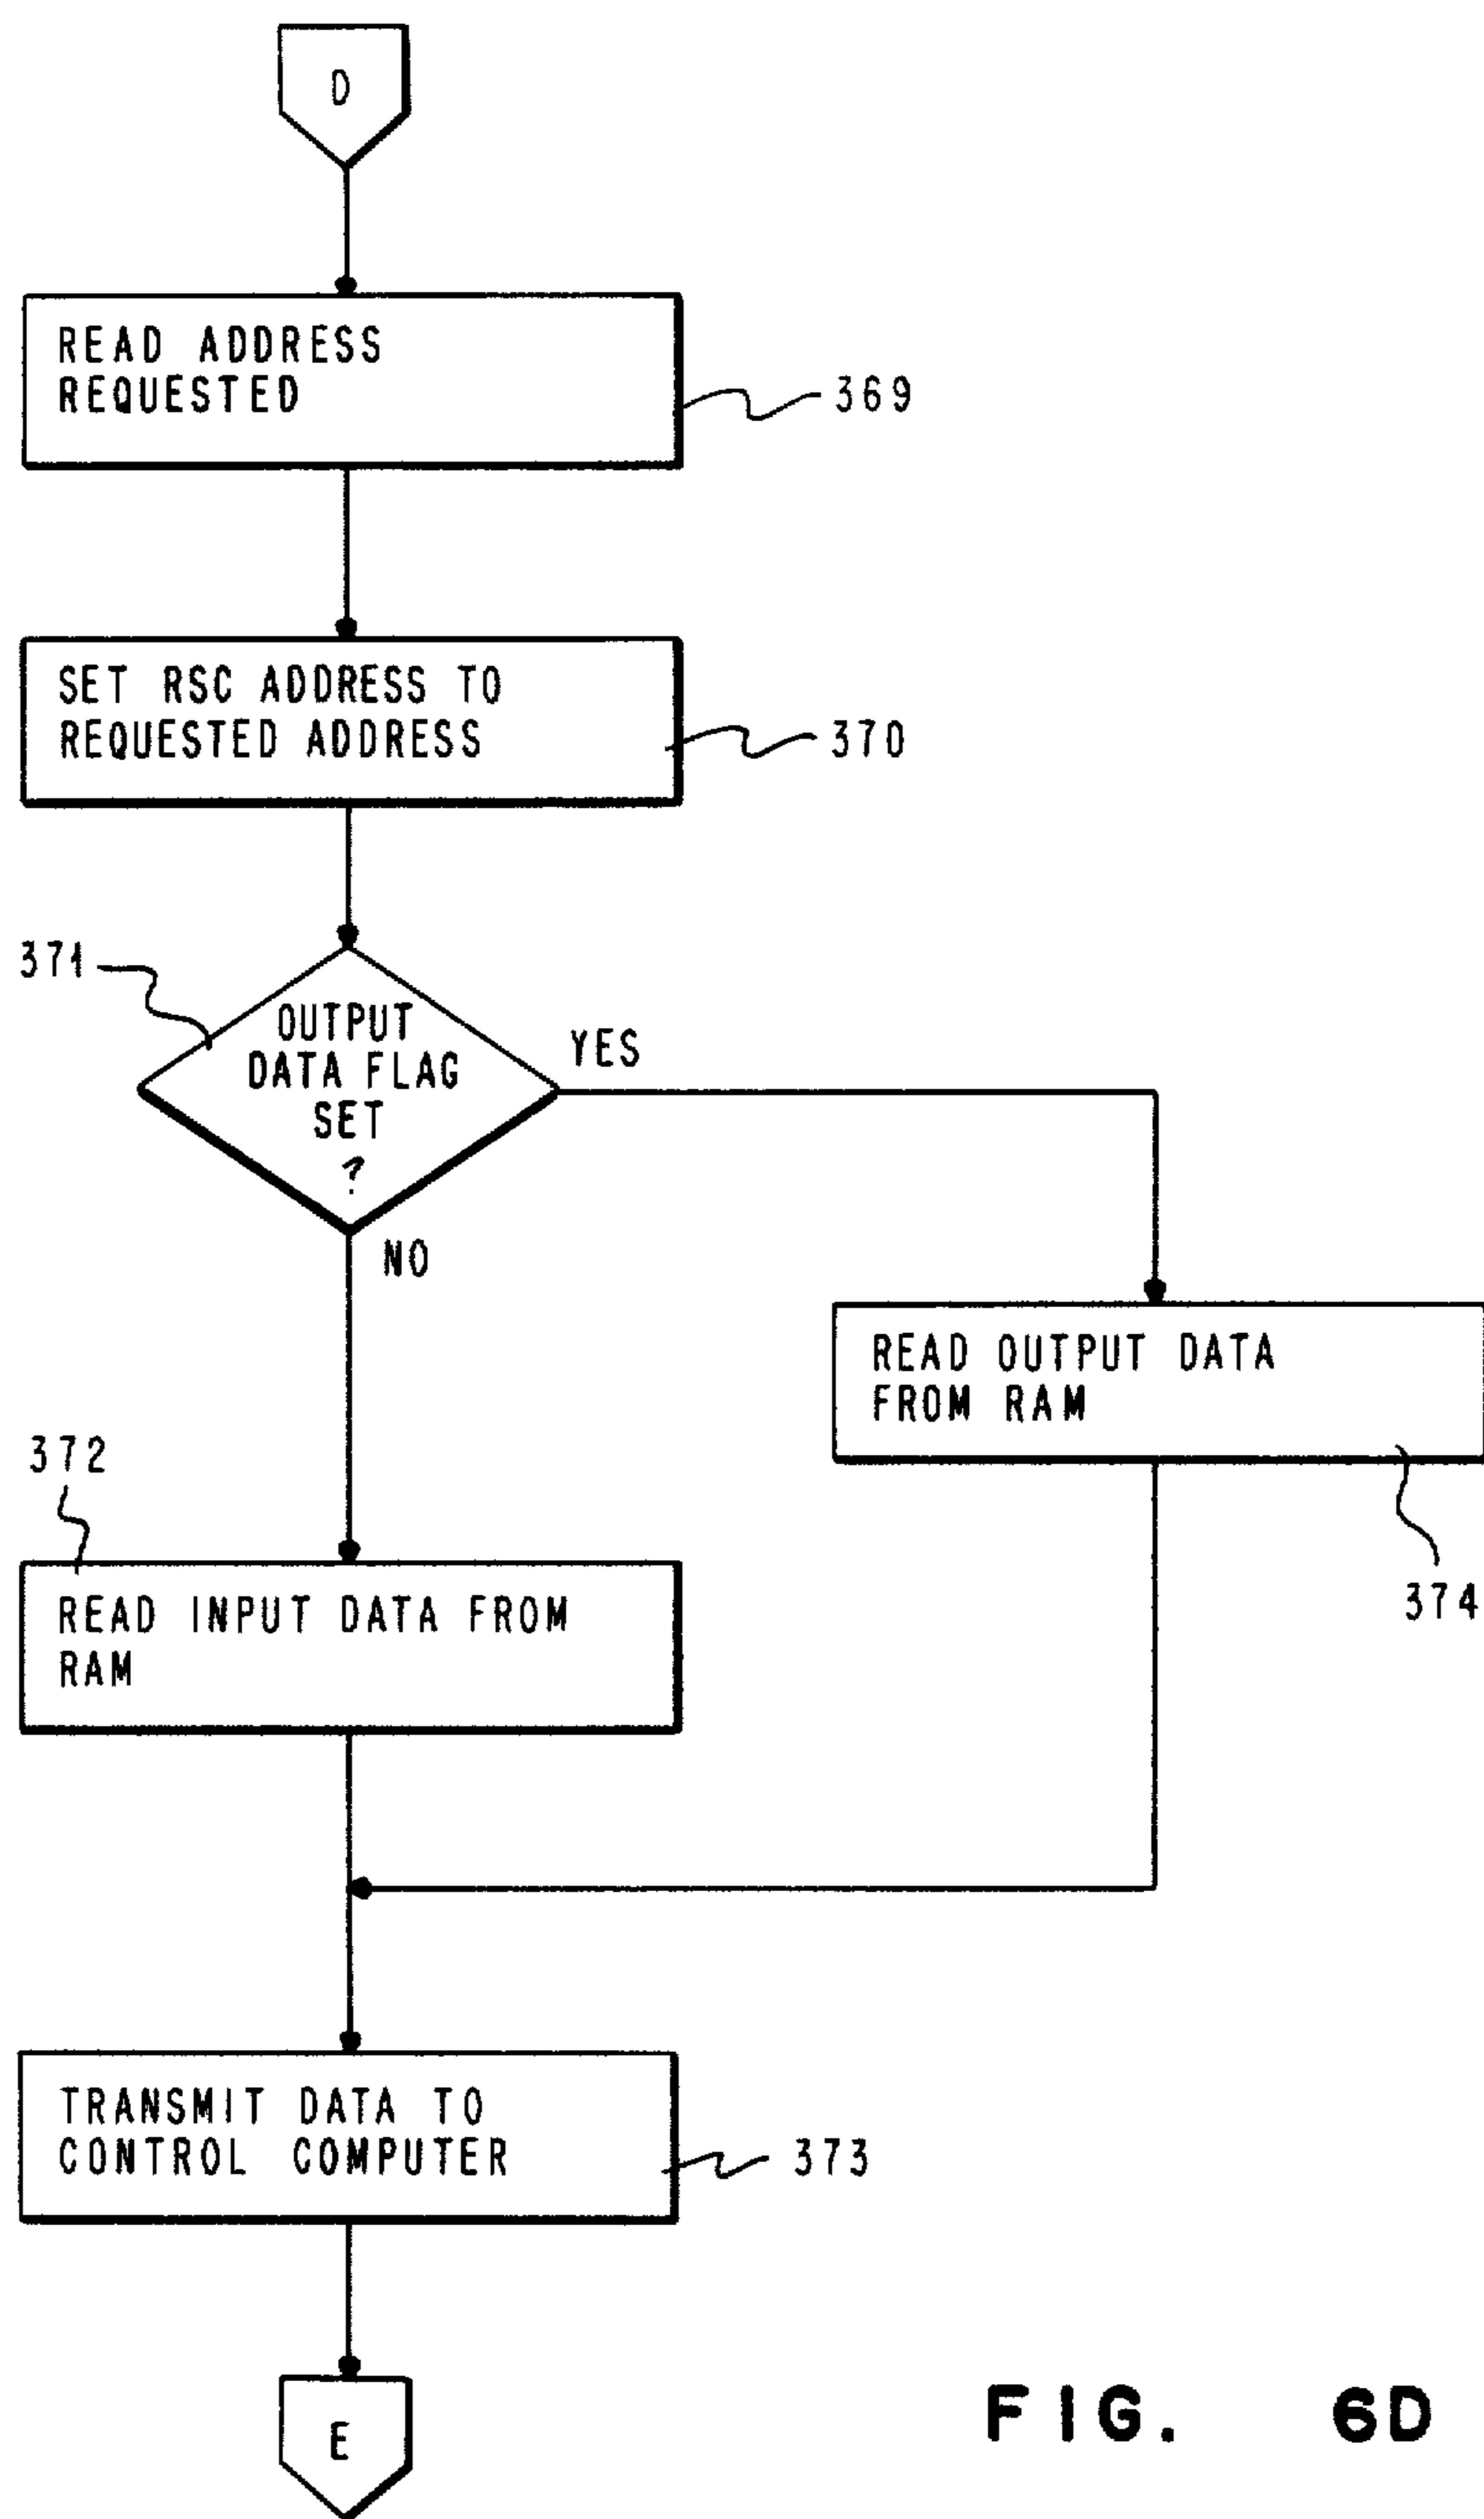 D
READ ADDRESS
REQUESTED
369
SET RSC ADDRESS TO
REQUESTED ADDRESS
370
371
OUTPUT
DATA FLAG
SET
?
YES
NO
READ OUTPUT DATA
FROM RAM
374
372
READ INPUT DATA FROM
RAM
TRANSMIT DATA TO
CONTROL COMPUTER
373
E
FIG. 6D